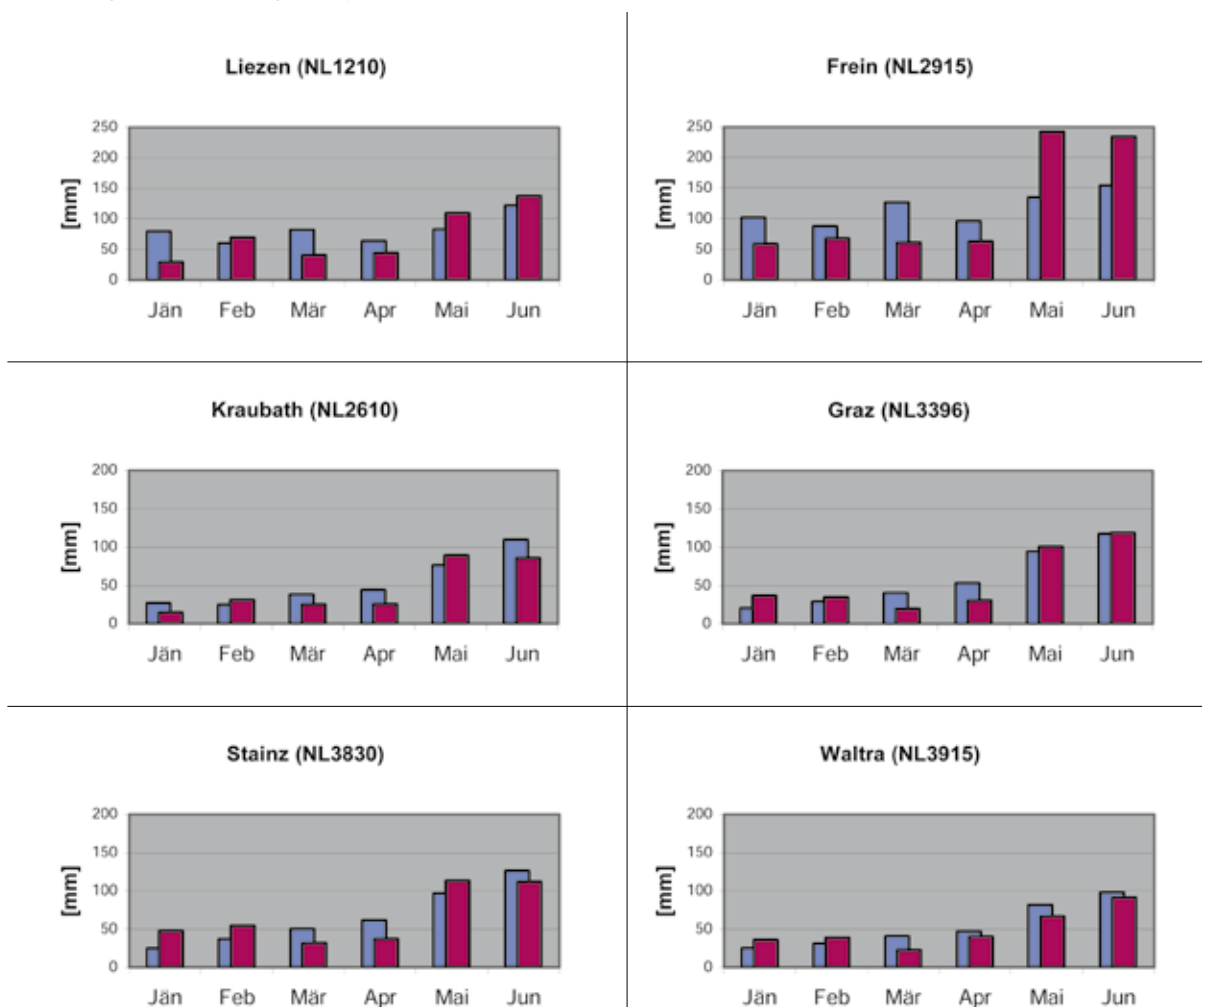 Liezen (NL1210)
250
200
150
100
50
0
[mm]
Jän Feb Mär Apr Mai Jun
Frein (NL2915)
250
200
150
100
50
0
[mm]
Jän Feb Mär Apr Mai Jun
Kraubath (NL2610)
200
150
100
50
0
[mm]
Jän Feb Mär Apr Mai Jun
Graz (NL3396)
200
150
100
50
0
[mm]
Jän Feb Mär Apr Mai Jun
Stainz (NL3830)
200
150
100
50
0
[mm]
Jän Feb Mär Apr Mai Jun
Waltra (NL3915)
200
150
100
50
0
[mm]
Jän Feb Mär Apr Mai Jun